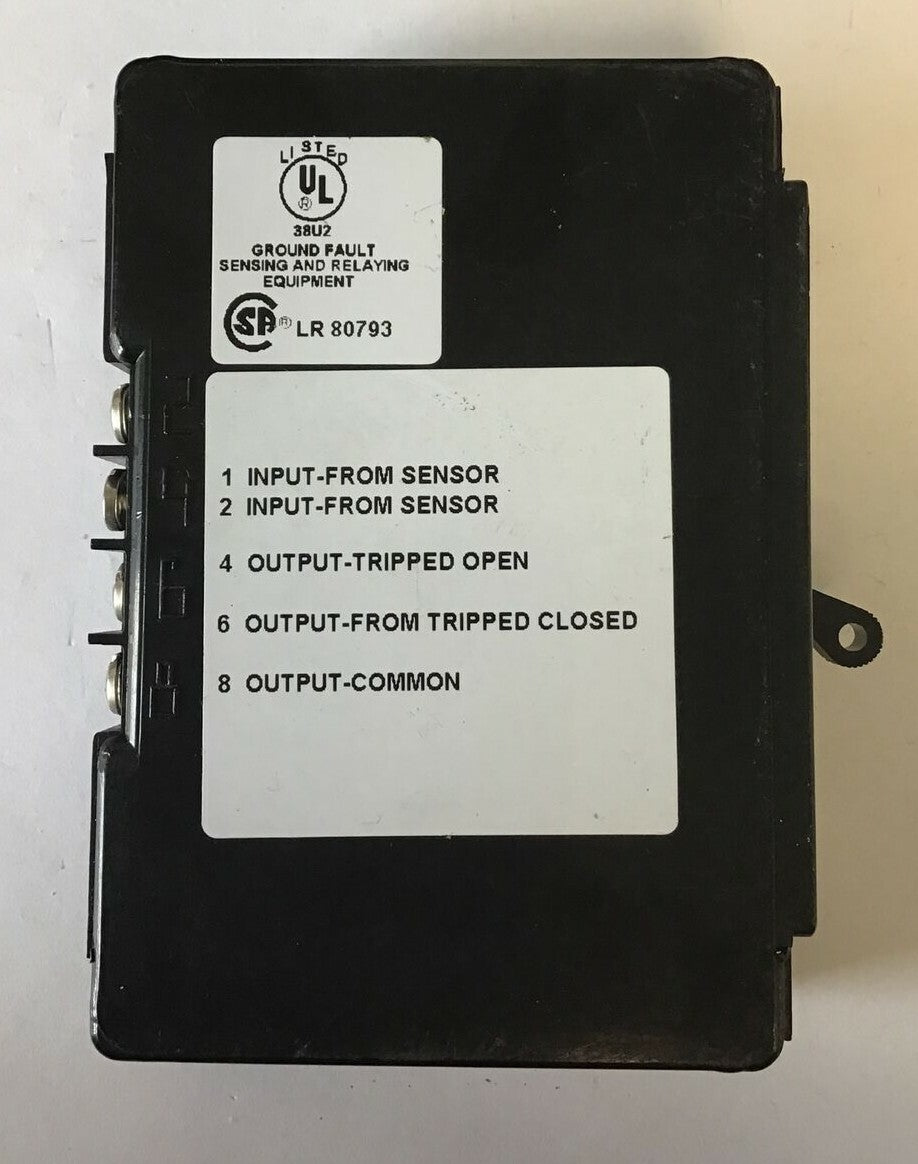 LISTED
UL ®
38U2
GROUND FAULT
SENSING AND RELAYING
EQUIPMENT
SA ® LR 80793
1 INPUT-FROM SENSOR
2 INPUT-FROM SENSOR
4 OUTPUT-TRIPPED OPEN
6 OUTPUT-FROM TRIPPED CLOSED
8 OUTPUT-COMMON